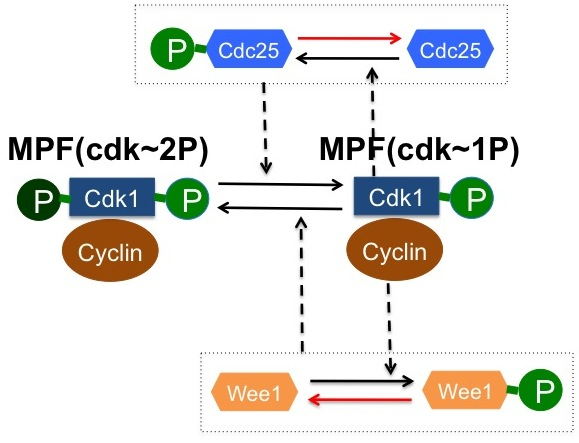 P Cdc25 Cdc25
MPF(cdk~2P) MPF(cdk~1P)
P Cdk1 P Cdk1 P
Cyclin Cyclin
Wee1 Wee1 P